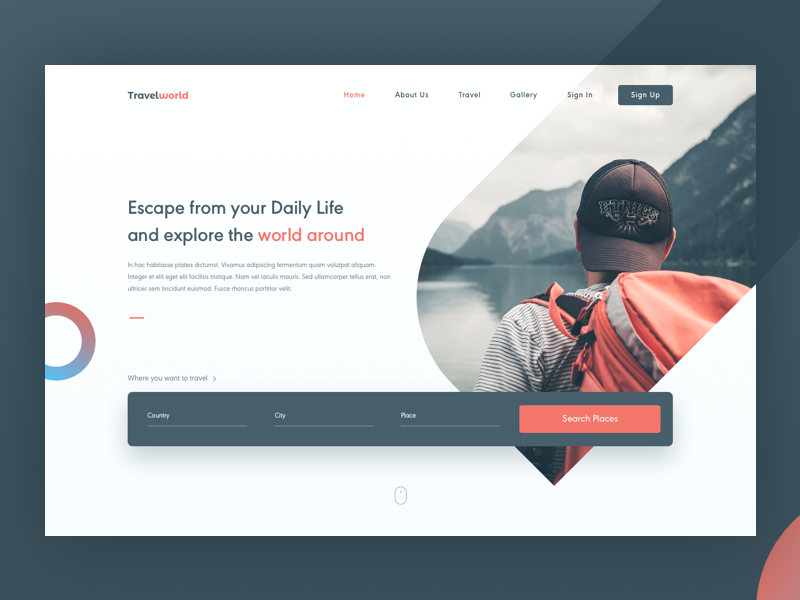 Travelworld
Home About Us Travel Gallery Sign In Sign Up
Escape from your Daily Life
and explore the world around
In hac habitasse platea dictumst. Vivamus adipiscing fermentum quam volutpat aliquam.
Integer et elit eget elit facilisis tristique. Nam vel iaculis mauris. Sed ullamcorper tellus erat, non
ultrices sem tincidunt euismod. Fusce rhoncus porttitor velit.
ETNIES
Where you want to travel
Country City Place Search Places